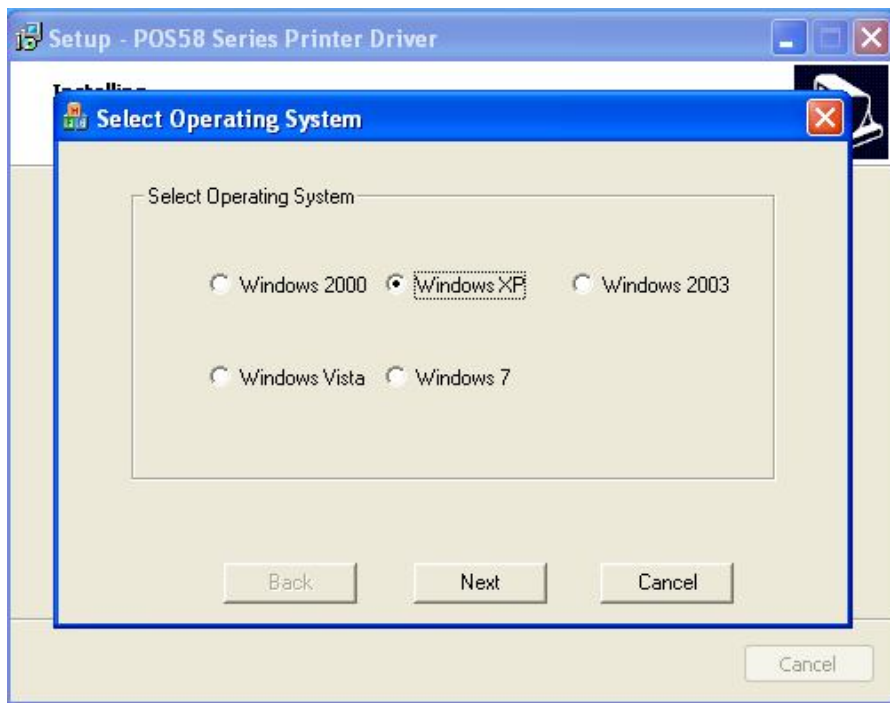 Setup - POS58 Series Printer Driver
Installing
Select Operating System
Select Operating System
Windows 2000 Windows XP Windows 2003
Windows Vista Windows 7
Back Next Cancel
Cancel